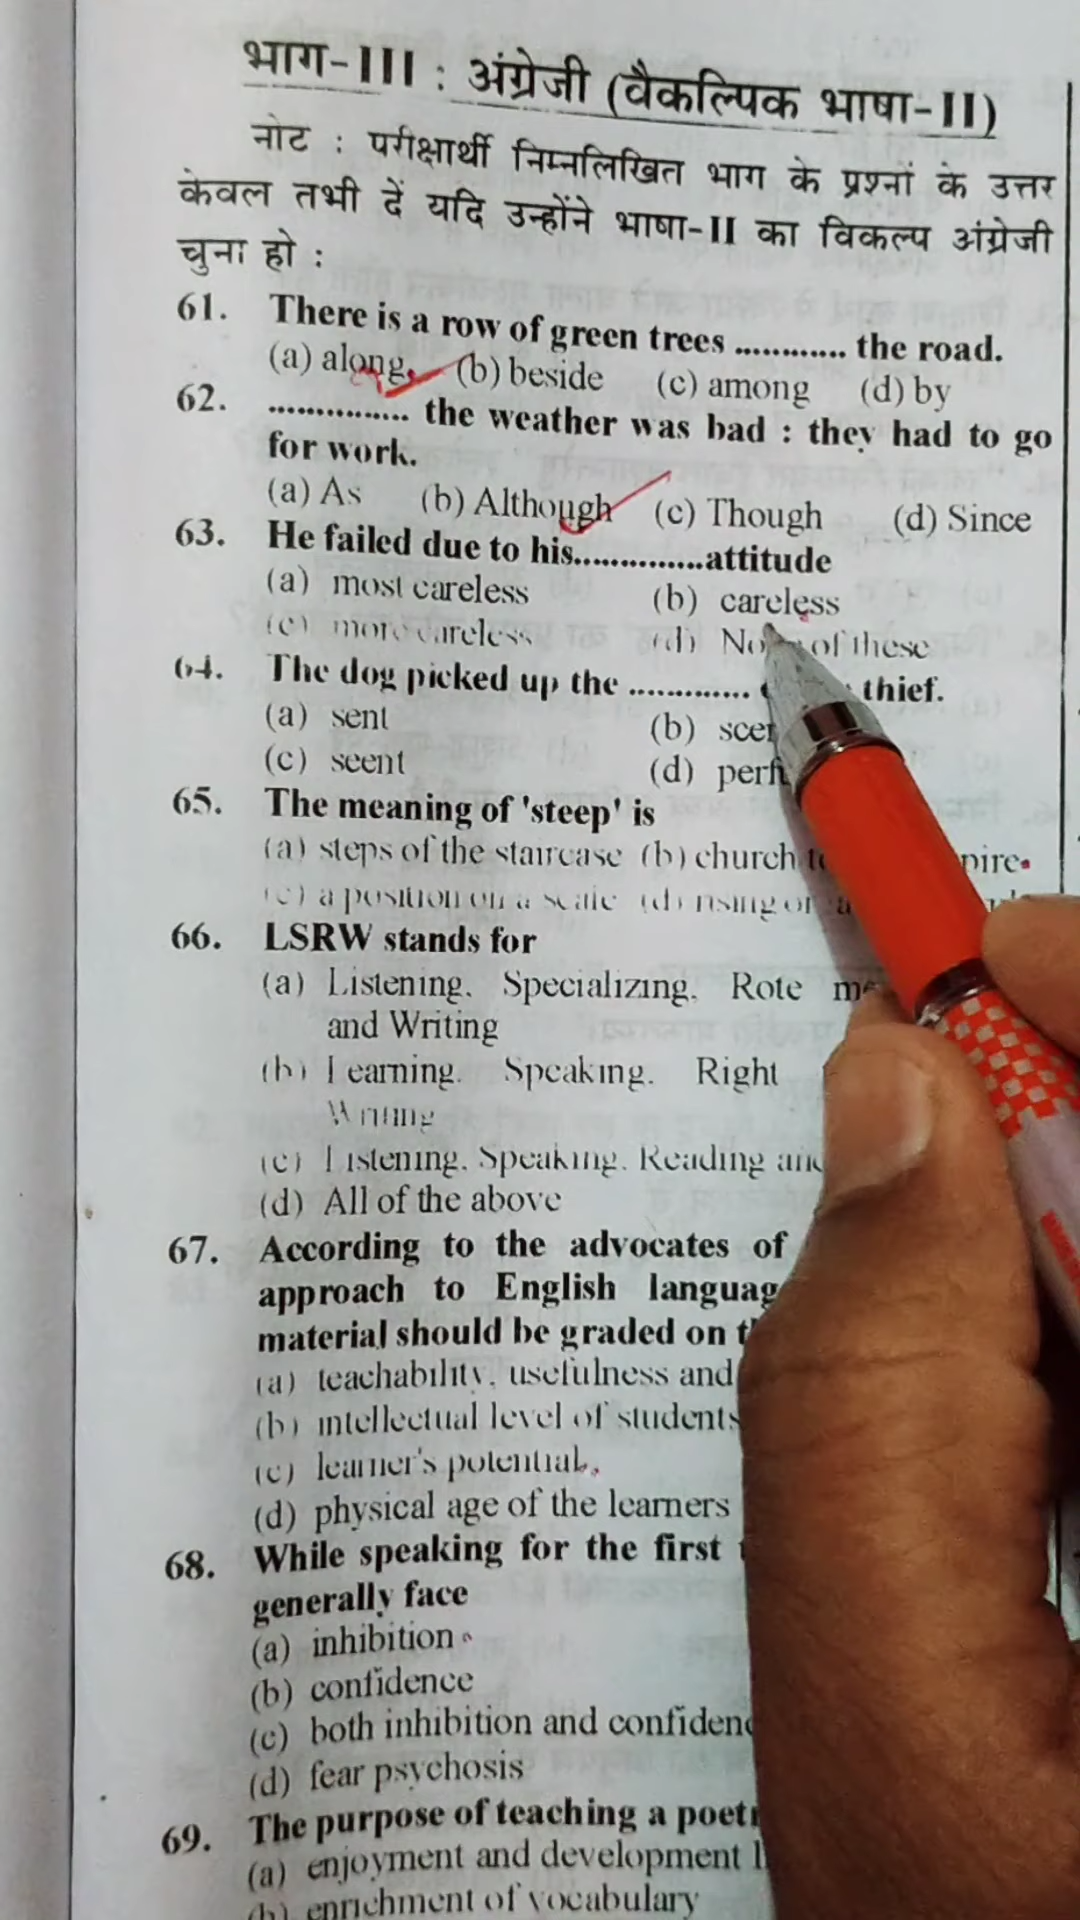 भाग-III : अंग्रेजी (वैकल्पिक भाषा-II)
नोट : परीक्षार्थी निम्नलिखित भाग के प्रश्नों के उत्तर
केवल तभी दें यदि उन्होंने भाषा-II का विकल्प अंग्रेजी
चुना हो :
61. There is a row of green trees ............ the road.
(a) along (b) beside (c) among (d) by
62. ............... the weather was bad : they had to go
for work.
(a) As (b) Although (c) Though (d) Since
63. He failed due to his..............attitude
(a) most careless (b) careless
(c) more careless (d) of these
64. The dog picked up the ............. thief.
(a) sent (b)
(c) seent (d)
65. The meaning of 'steep' is
(a) steps of the staircase (b) church
(c) a position on a scale (d) rising or
66. LSRW stands for
(a) Listening, Specializing, Rote
and Writing
(b) Learning, Speaking, Right
Writing
(c) Listening, Speaking, Reading
(d) All of the above
67. According to the advocates of
approach to English
material should be graded on
(a) teachability, usefulness and
(b) intellectual level of students
(c) learner's potential
(d) physical age of the learners
68. While speaking for the first
generally face
(a) inhibition
(b) confidence
(c) both inhibition and
(d) fear psychosis
69. The purpose of teaching a
(a) enjoyment and development
(b) enrichment of vocabulary